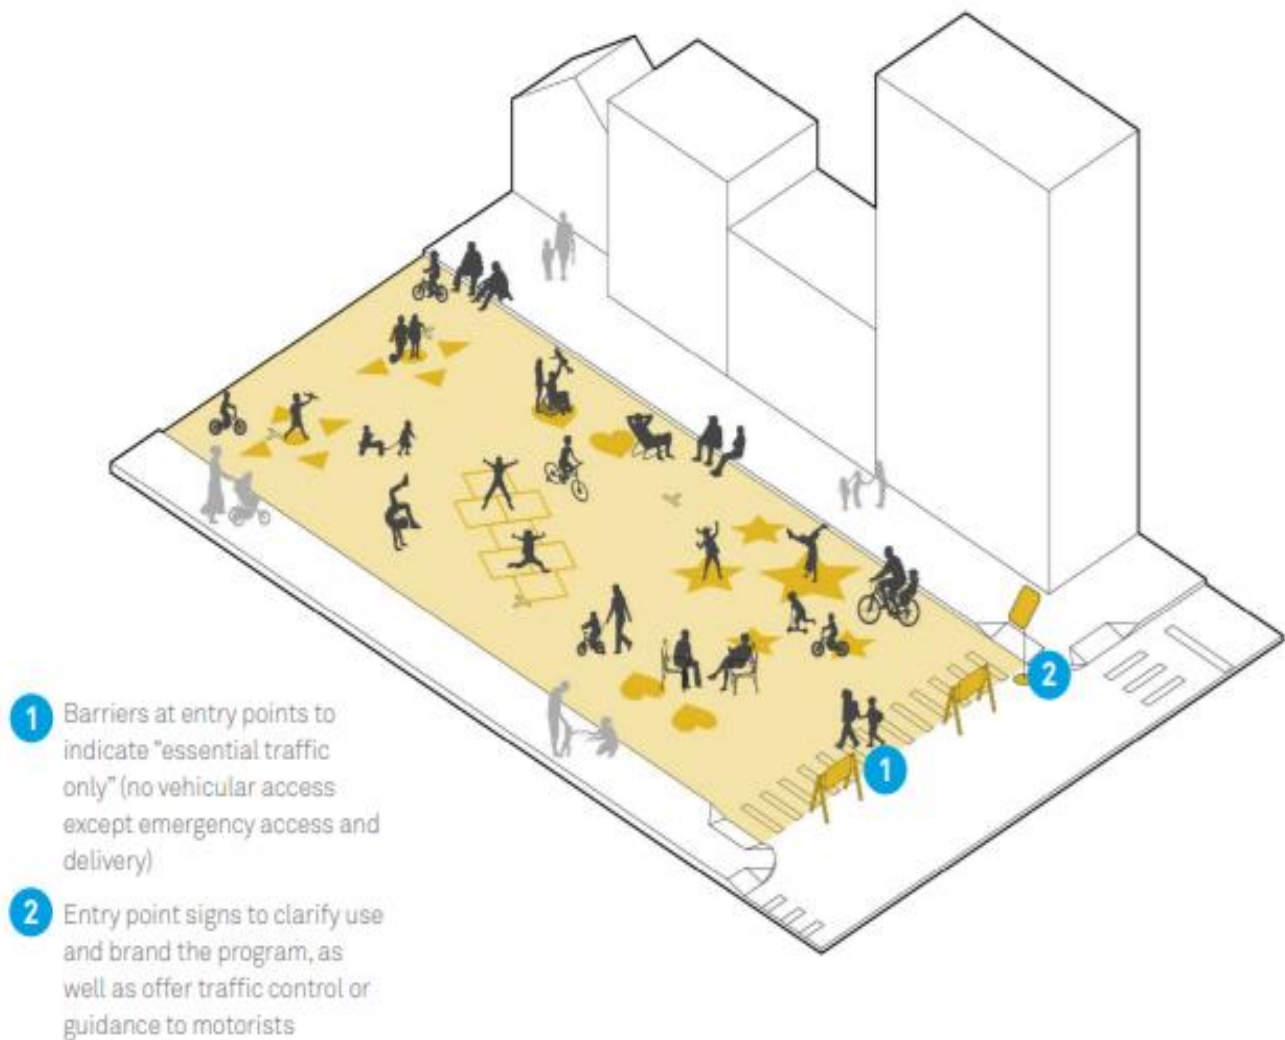 1 Barriers at entry points to
indicate “essential traffic
only” (no vehicular access
except emergency access and
delivery)
2 Entry point signs to clarify use
and brand the program, as
well as offer traffic control or
guidance to motorists
2
1